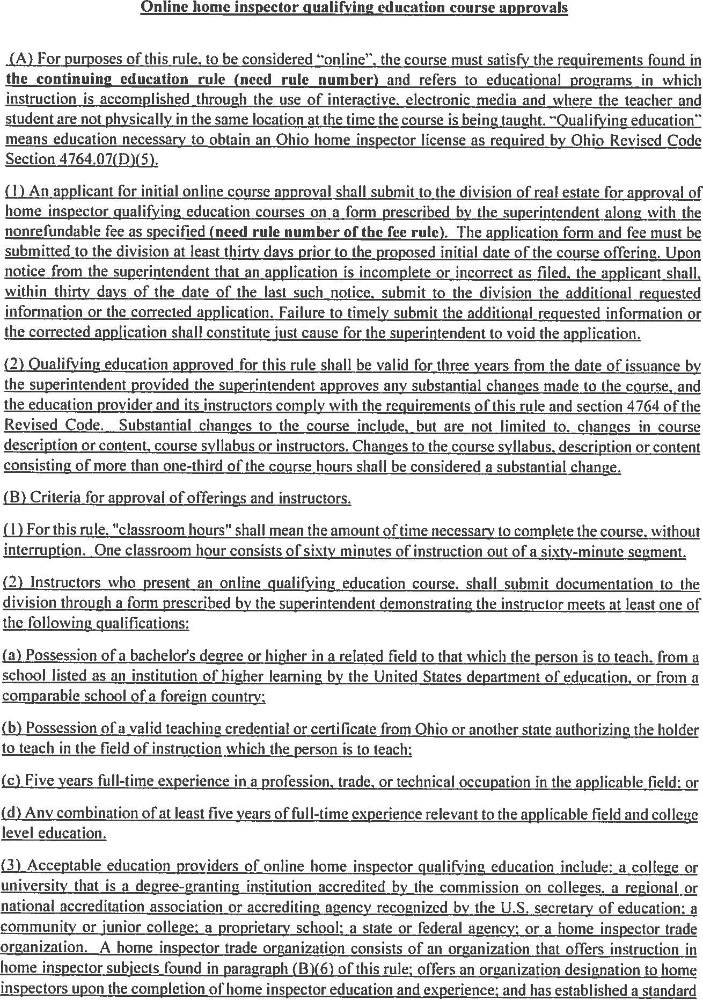 Online home inspector qualifying education course approvals
(A) For purposes of this rule, to be considered “online”, the course must satisfy the requirements found in
the continuing education rule (need rule number) and refers to educational programs in which
instruction is accomplished through the use of interactive, electronic media and where the teacher and
student are not physically in the same location at the time the course is being taught. “Qualifying education”
means education necessary to obtain an Ohio home inspector license as required by Ohio Revised Code
Section 4764.07(D)(5).
(1) An applicant for initial online course approval shall submit to the division of real estate for approval of
home inspector qualifying education courses on a form prescribed by the superintendent along with the
nonrefundable fee as specified (need rule number of the fee rule). The application form and fee must be
submitted to the division at least thirty days prior to the proposed initial date of the course offering. Upon
notice from the superintendent that an application is incomplete or incorrect as filed, the applicant shall,
within thirty days of the date of the last such notice, submit to the division the additional requested
information or the corrected application. Failure to timely submit the additional requested information or
the corrected application shall constitute just cause for the superintendent to void the application.
(2) Qualifying education approved for this rule shall be valid for three years from the date of issuance by
the superintendent provided the superintendent approves any substantial changes made to the course, and
the education provider and its instructors comply with the requirements of this rule and section 4764 of the
Revised Code. Substantial changes to the course include, but are not limited to, changes in course
description or content, course syllabus or instructors. Changes to the course syllabus, description or content
consisting of more than one-third of the course hours shall be considered a substantial change.
(B) Criteria for approval of offerings and instructors.
(1) For this rule, "classroom hours" shall mean the amount of time necessary to complete the course, without
interruption. One classroom hour consists of sixty minutes of instruction out of a sixty-minute segment.
(2) Instructors who present an online qualifying education course, shall submit documentation to the
division through a form prescribed by the superintendent demonstrating the instructor meets at least one of
the following qualifications:
(a) Possession of a bachelor's degree or higher in a related field to that which the person is to teach, from a
school listed as an institution of higher learning by the United States department of education, or from a
comparable school of a foreign country;
(b) Possession of a valid teaching credential or certificate from Ohio or another state authorizing the holder
to teach in the field of instruction which the person is to teach;
(c) Five years full-time experience in a profession, trade, or technical occupation in the applicable field; or
(d) Any combination of at least five years of full-time experience relevant to the applicable field and college
level education.
(3) Acceptable education providers of online home inspector qualifying education include: a college or
university that is a degree-granting institution accredited by the commission on colleges, a regional or
national accreditation association or accrediting agency recognized by the U.S. secretary of education; a
community or junior college; a proprietary school; a state or federal agency; or a home inspector trade
organization. A home inspector trade organization consists of an organization that offers instruction in
home inspector subjects found in paragraph (B)(6) of this rule; offers an organization designation to home
inspectors upon the completion of home inspector education and experience; and has established a standard